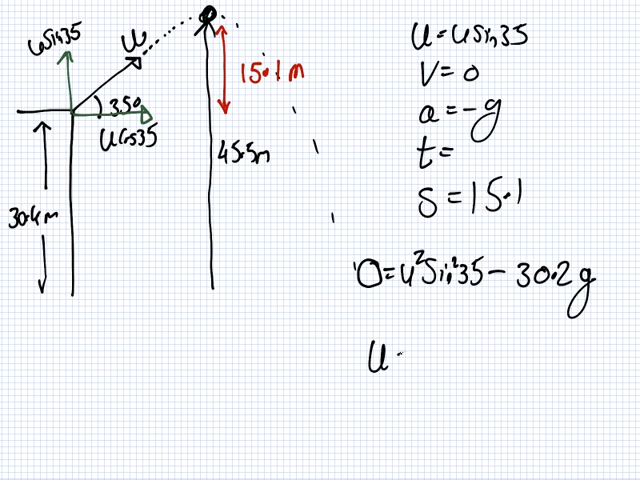 usin35
U
35°
ucos35
15.1m
45.5m
30.4m
u = usin35
v = 0
a = -g
t =
s = 15.1
0 = u²Sin²35 - 30.2g
u